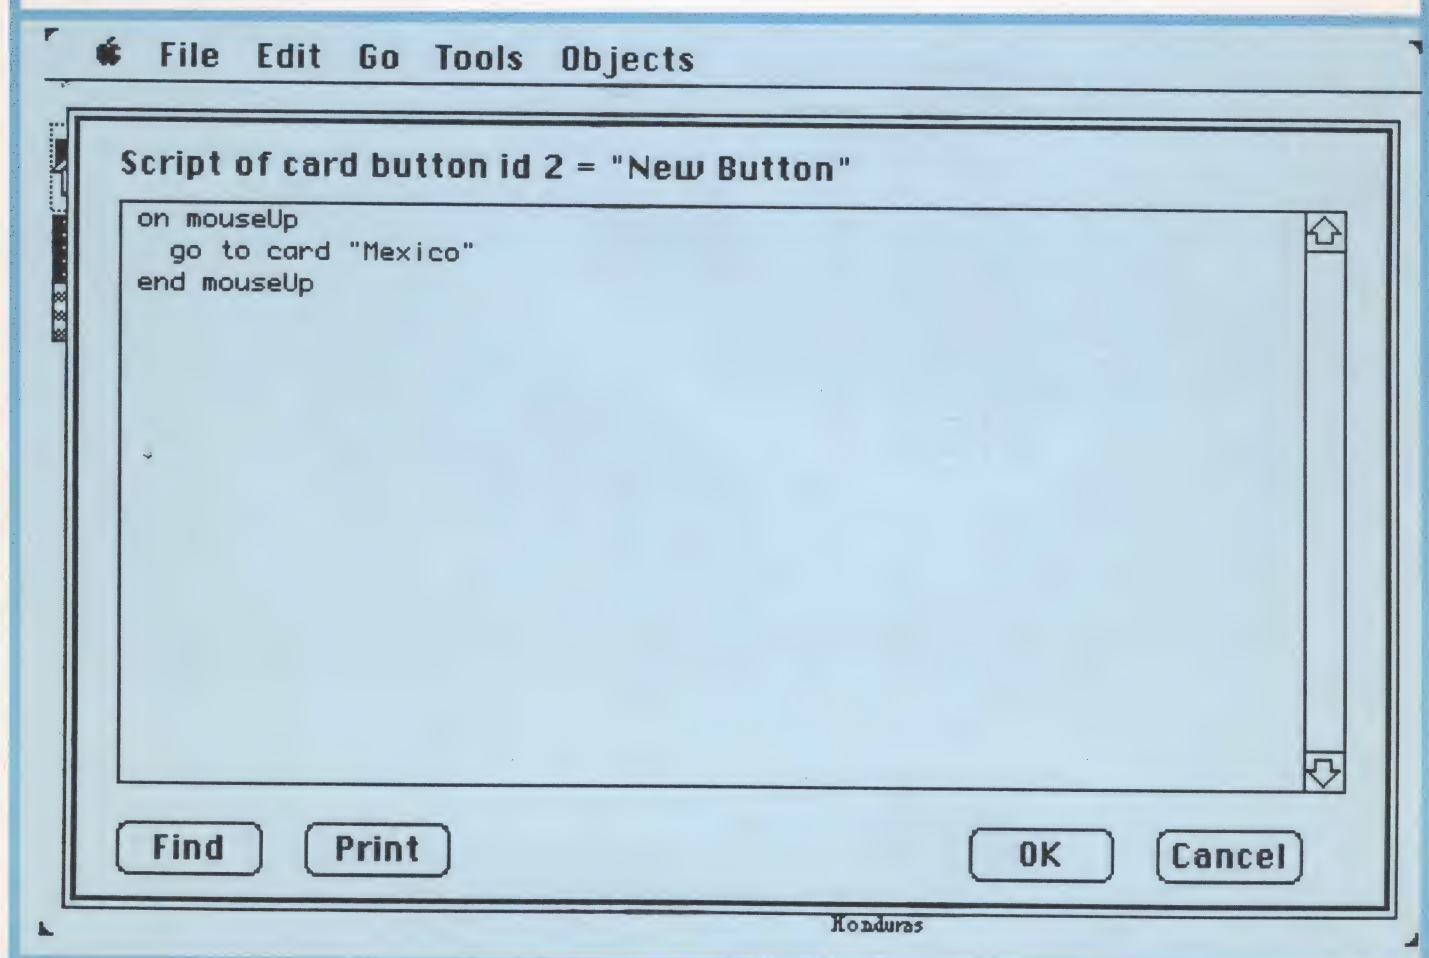 File Edit Go Tools Objects
Script of card button id 2 = "New Button"
on mouseUp
  go to card "Mexico"
end mouseUp
Find Print OK Cancel
Honduras